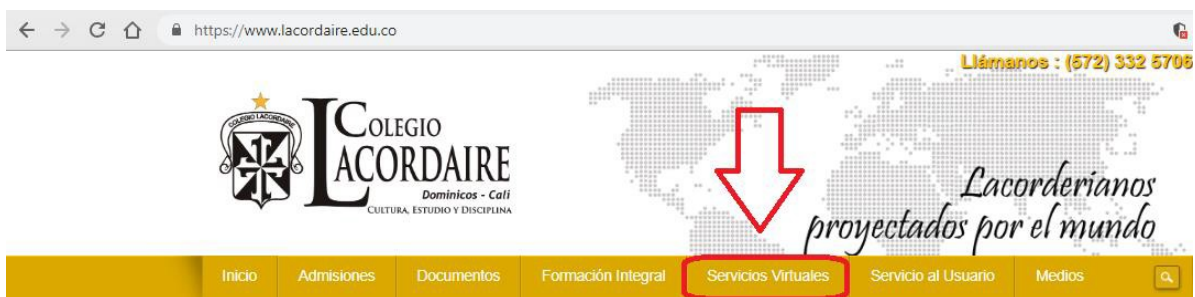 https://www.lacordaire.edu.co
Llámanos : (572) 332 5706
COLEGIO LACORDAIRE
COLEGIO
LACORDAIRE
Dominicos - Cali
CULTURA, ESTUDIO Y DISCIPLINA
Lacorderianos
proyectados por el mundo
Inicio Admisiones Documentos Formación Integral Servicios Virtuales Servicio al Usuario Medios